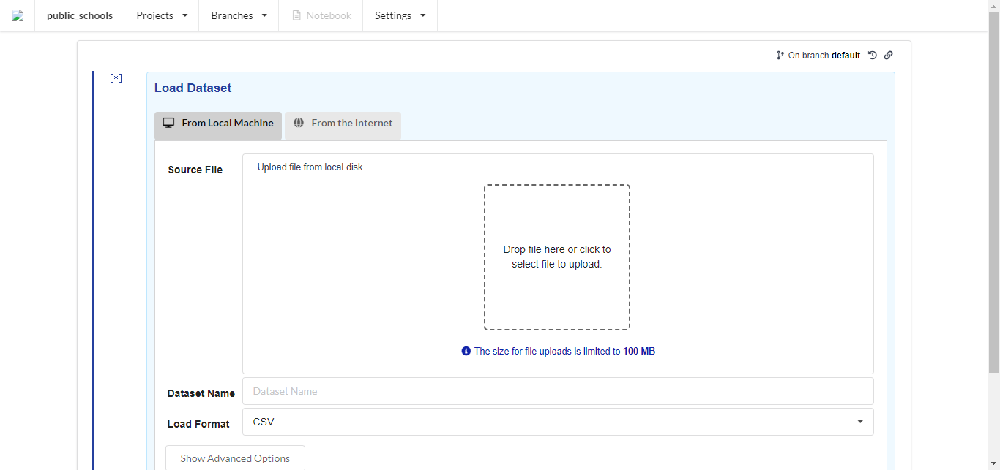 public_schools Projects Branches Notebook Settings
On branch default
[*]
Load Dataset
From Local Machine From the Internet
Source File
Upload file from local disk
Drop file here or click to
select file to upload.
The size for file uploads is limited to 100 MB
Dataset Name Dataset Name
Load Format CSV
Show Advanced Options